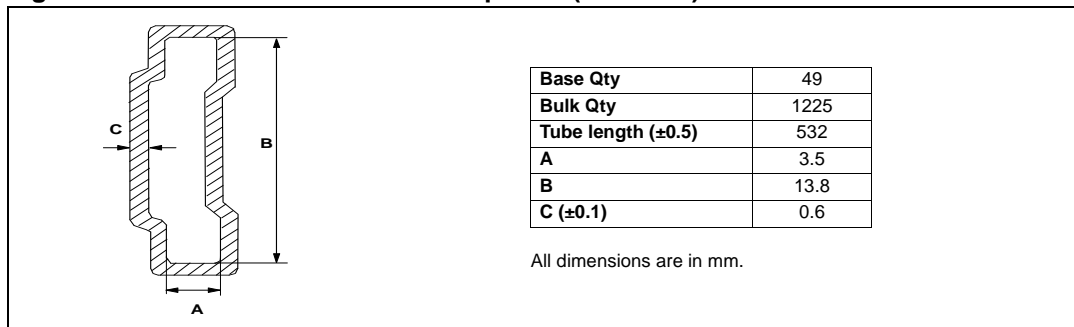 C
B
A
Base Qty 49
Bulk Qty 1225
Tube length (±0.5) 532
A 3.5
B 13.8
C (±0.1) 0.6
All dimensions are in mm.